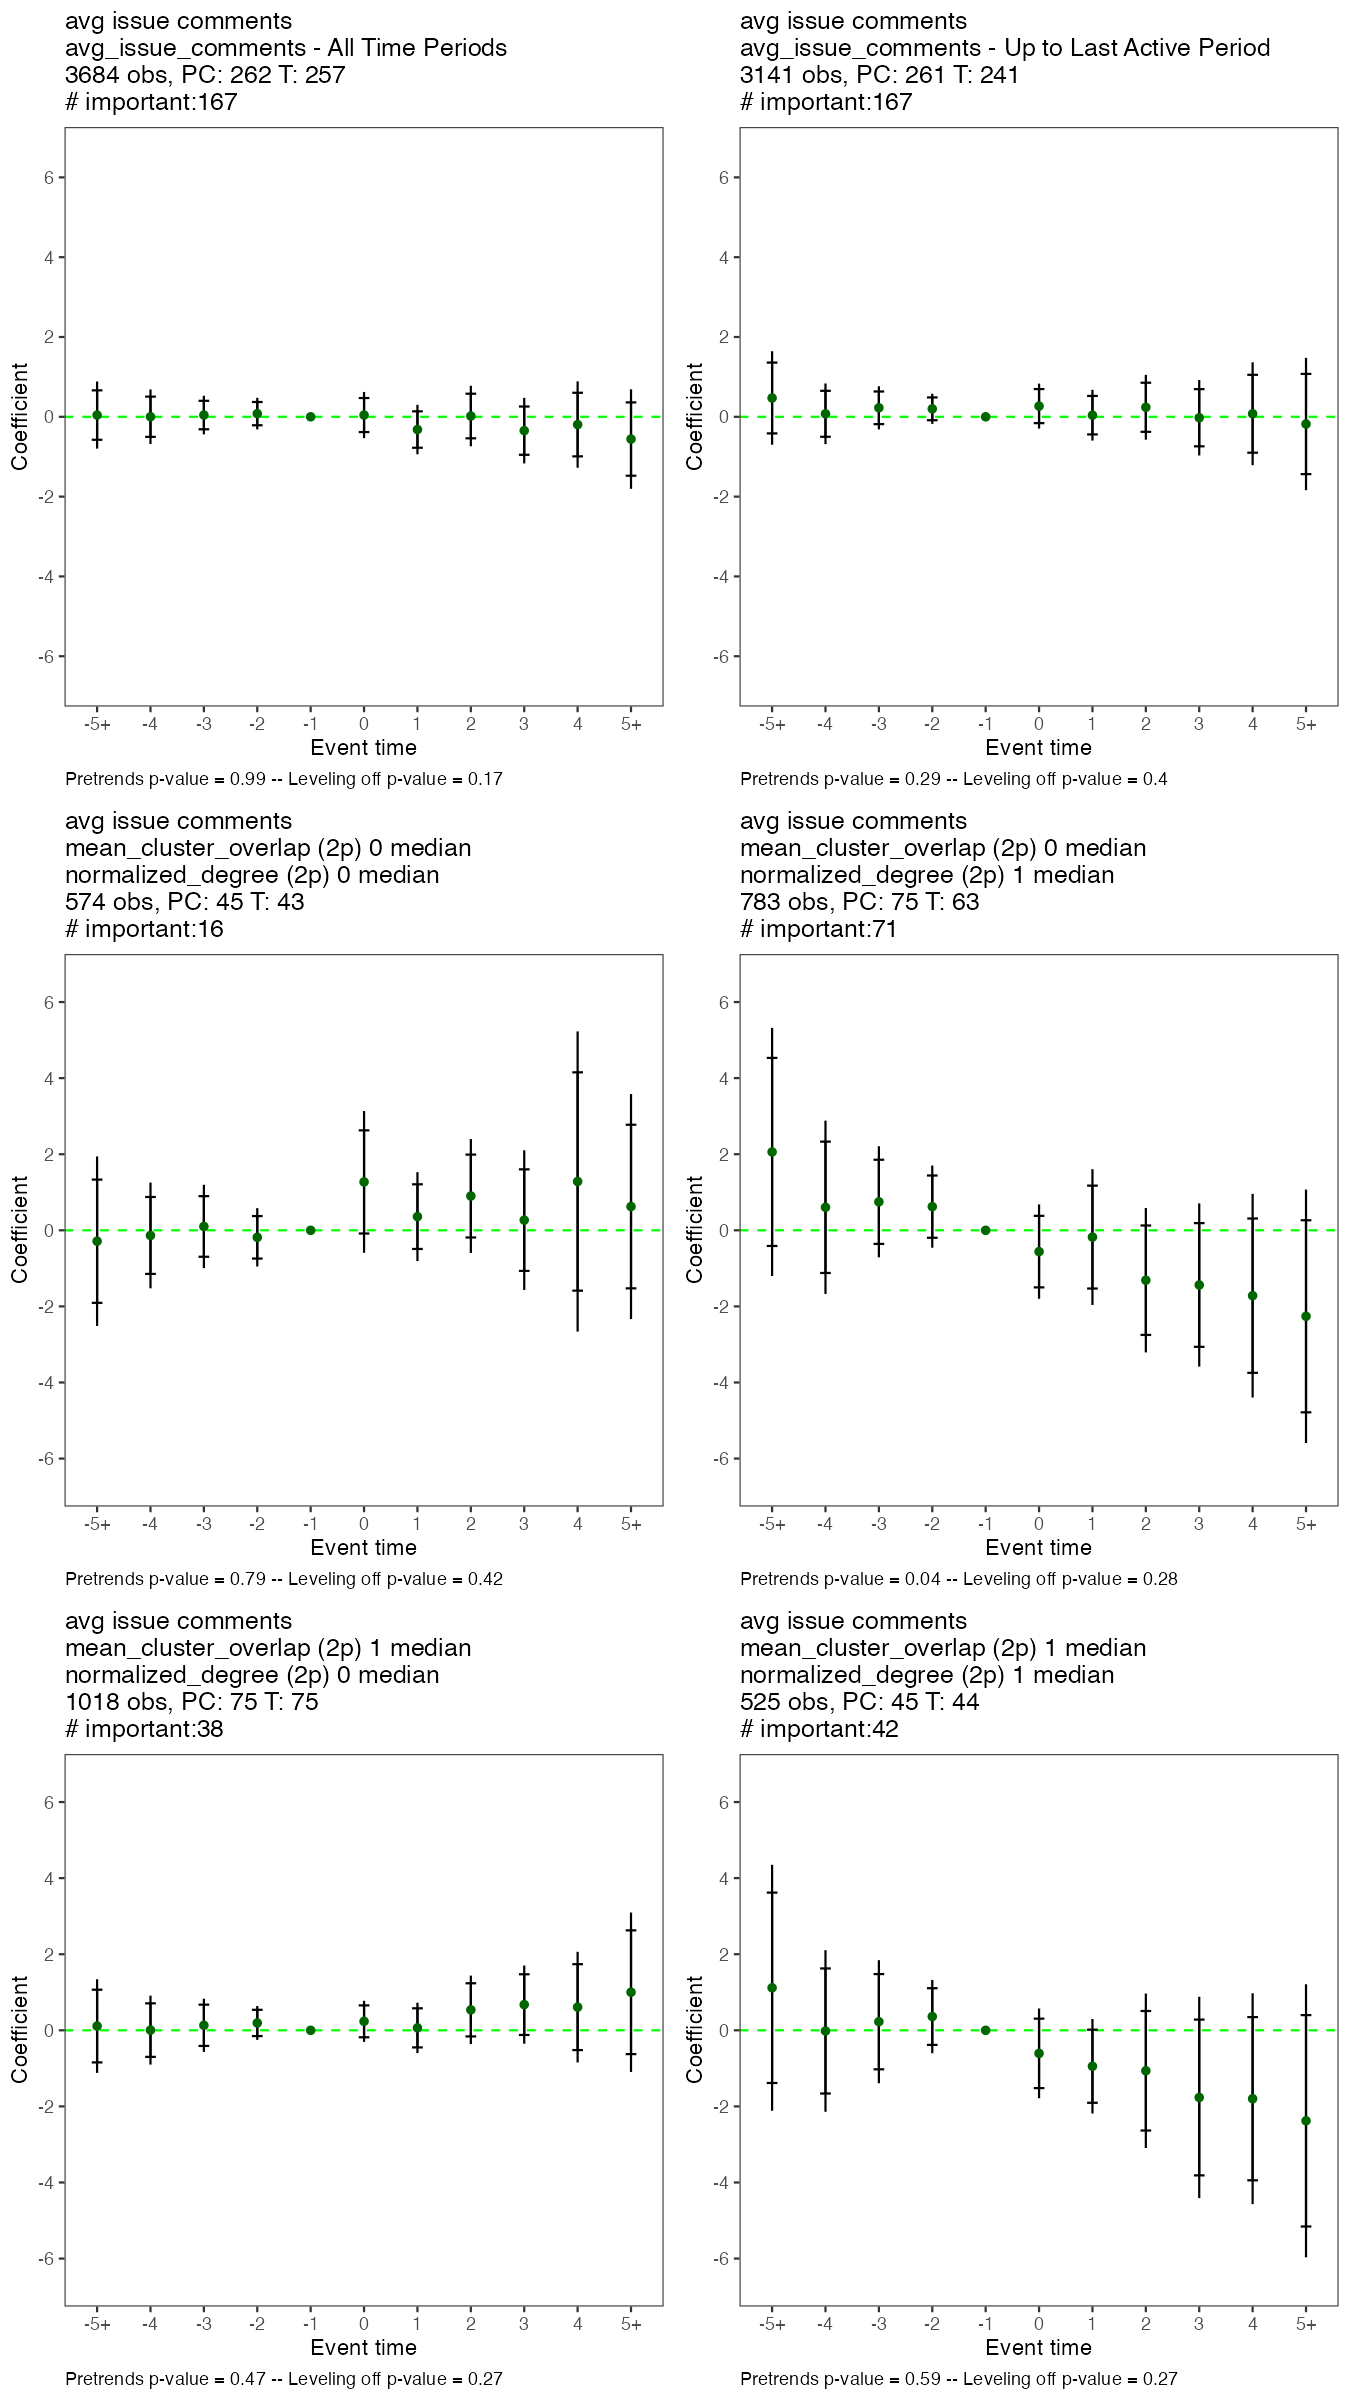 avg issue comments
avg_issue_comments - All Time Periods
3684 obs, PC: 262 T: 257
# important:167
Coefficient
6
4
2
0
-2
-4
-6
-5+ -4 -3 -2 -1 0 1 2 3 4 5+
Event time
Pretrends p-value = 0.99 -- Leveling off p-value = 0.17
avg issue comments
avg_issue_comments - Up to Last Active Period
3141 obs, PC: 261 T: 241
# important:167
Coefficient
6
4
2
0
-2
-4
-6
-5+ -4 -3 -2 -1 0 1 2 3 4 5+
Event time
Pretrends p-value = 0.29 -- Leveling off p-value = 0.4
avg issue comments
mean_cluster_overlap (2p) 0 median
normalized_degree (2p) 0 median
574 obs, PC: 45 T: 43
# important:16
Coefficient
6
4
2
0
-2
-4
-6
-5+ -4 -3 -2 -1 0 1 2 3 4 5+
Event time
Pretrends p-value = 0.79 -- Leveling off p-value = 0.42
avg issue comments
mean_cluster_overlap (2p) 0 median
normalized_degree (2p) 1 median
783 obs, PC: 75 T: 63
# important:71
Coefficient
6
4
2
0
-2
-4
-6
-5+ -4 -3 -2 -1 0 1 2 3 4 5+
Event time
Pretrends p-value = 0.04 -- Leveling off p-value = 0.28
avg issue comments
mean_cluster_overlap (2p) 1 median
normalized_degree (2p) 0 median
1018 obs, PC: 75 T: 75
# important:38
Coefficient
6
4
2
0
-2
-4
-6
-5+ -4 -3 -2 -1 0 1 2 3 4 5+
Event time
Pretrends p-value = 0.47 -- Leveling off p-value = 0.27
avg issue comments
mean_cluster_overlap (2p) 1 median
normalized_degree (2p) 1 median
525 obs, PC: 45 T: 44
# important:42
Coefficient
6
4
2
0
-2
-4
-6
-5+ -4 -3 -2 -1 0 1 2 3 4 5+
Event time
Pretrends p-value = 0.59 -- Leveling off p-value = 0.27